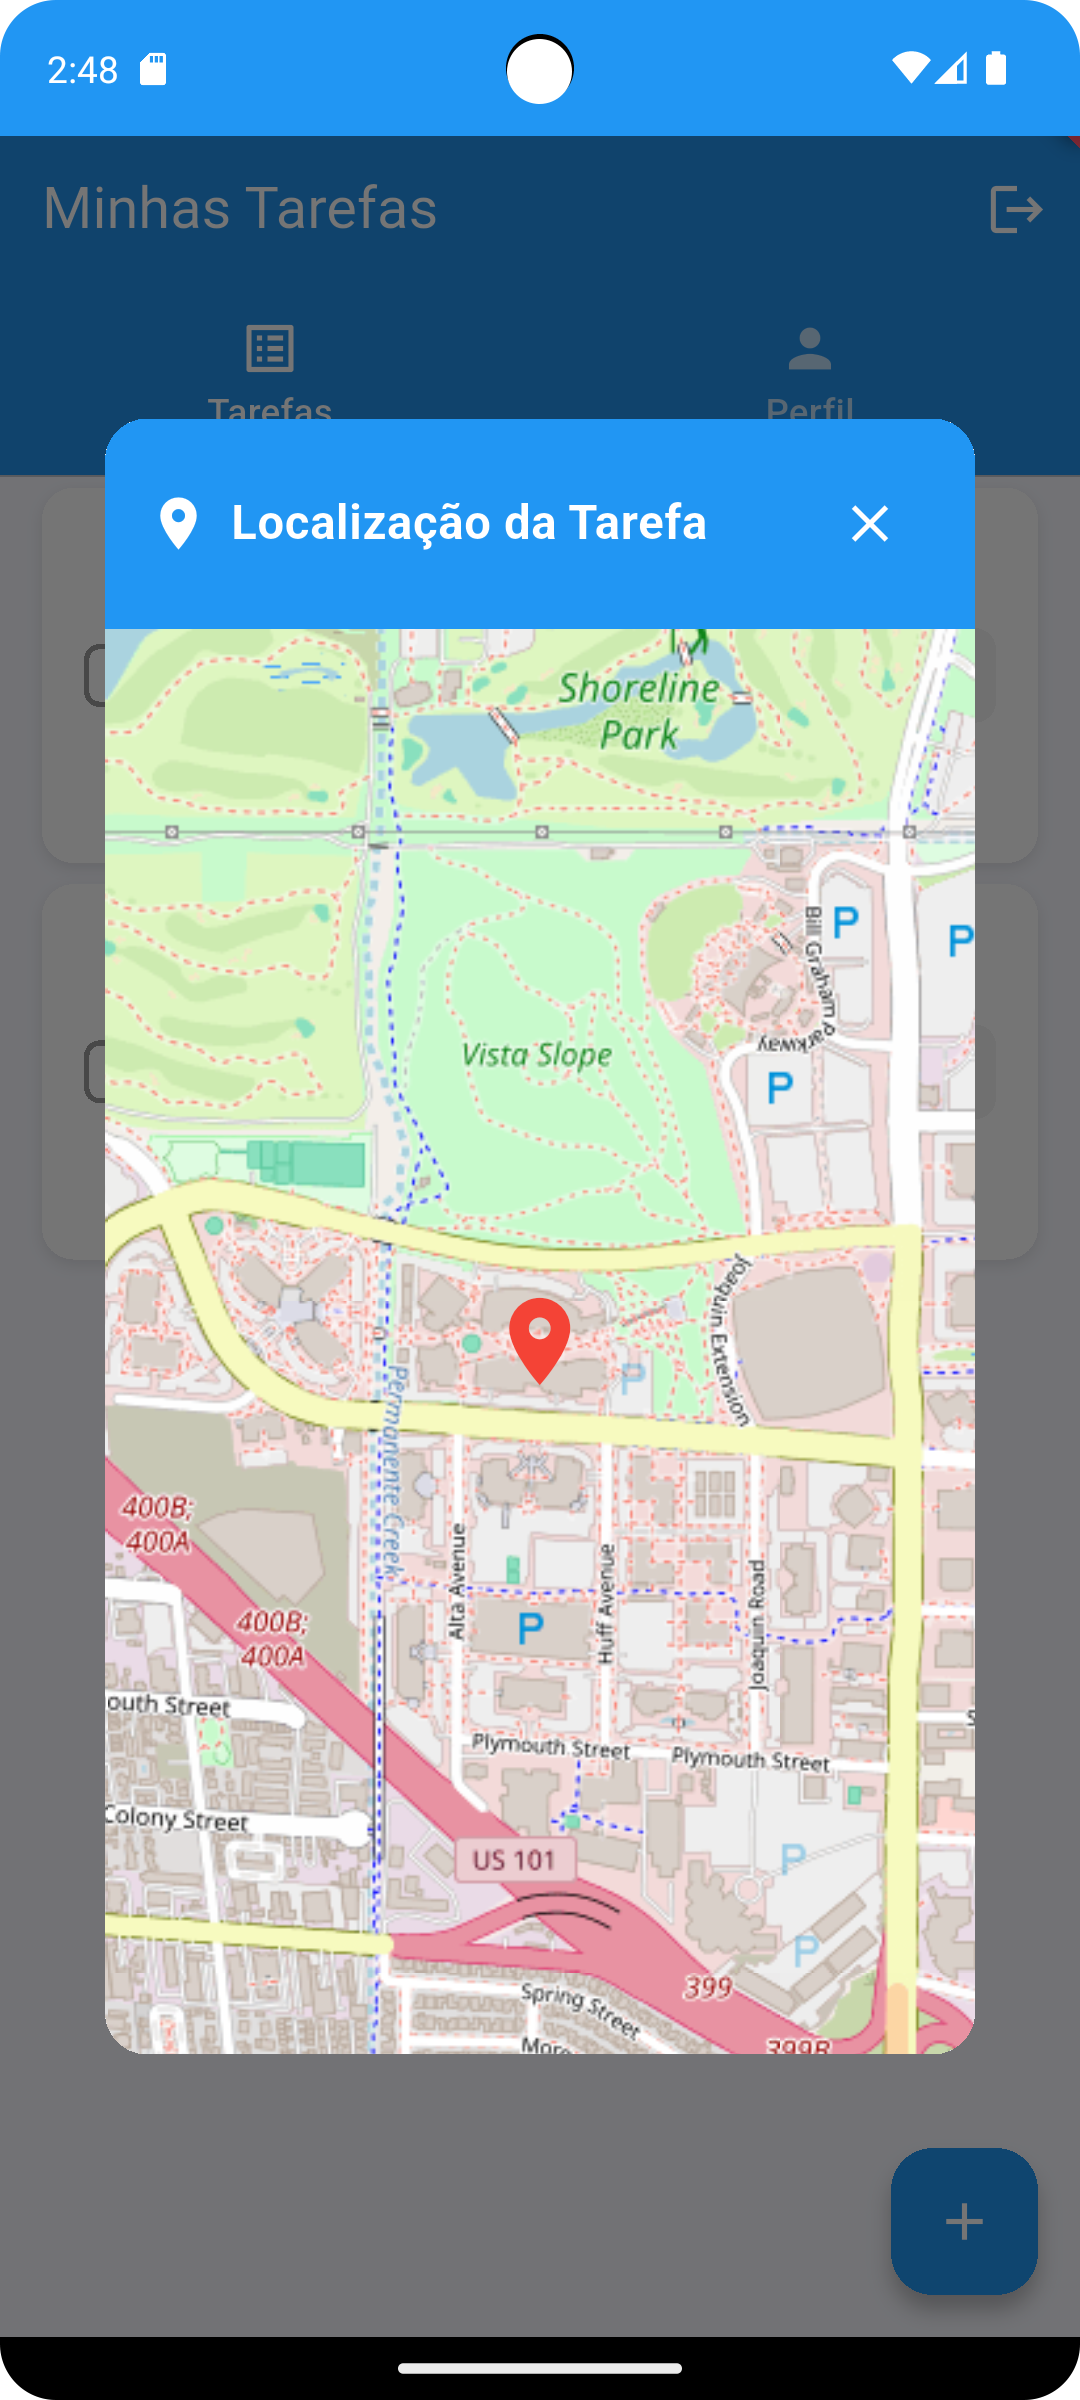 2:48
Minhas Tarefas
Tarefas
Perfil
Localização da Tarefa
Shoreline
Park
P
P
Bill Graham Parkway
Vista Slope
P
Joaquin Extension
P
Permanente Creek
400B;
400A
400B;
400A
Alta Avenue
Huff Avenue
Joaquin Road
P
outh Street
Plymouth Street
Plymouth Street
Colony Street
US 101
P
P
399
Spring Street
399B